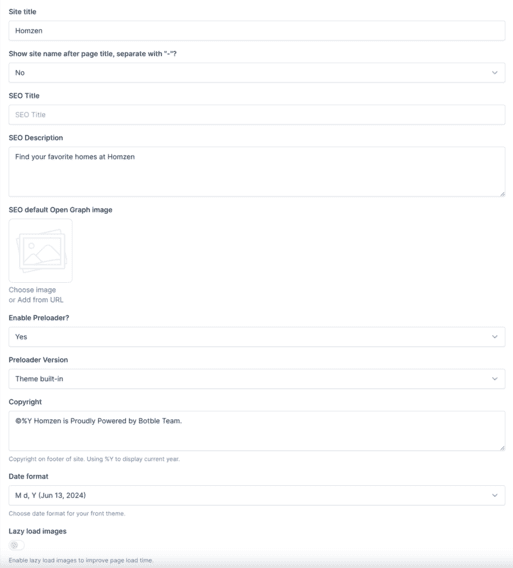 Site title
Homzen
Show site name after page title, separate with "-"?
No
SEO Title
SEO Title
SEO Description
Find your favorite homes at Homzen
SEO default Open Graph image
Choose image
or Add from URL
Enable Preloader?
Yes
Preloader Version
Theme built-in
Copyright
©%Y Homzen is Proudly Powered by Botble Team.
Copyright on footer of site. Using %Y to display current year.
Date format
M d, Y (Jun 13, 2024)
Choose date format for your front theme.
Lazy load images
Enable lazy load images to improve page load time.